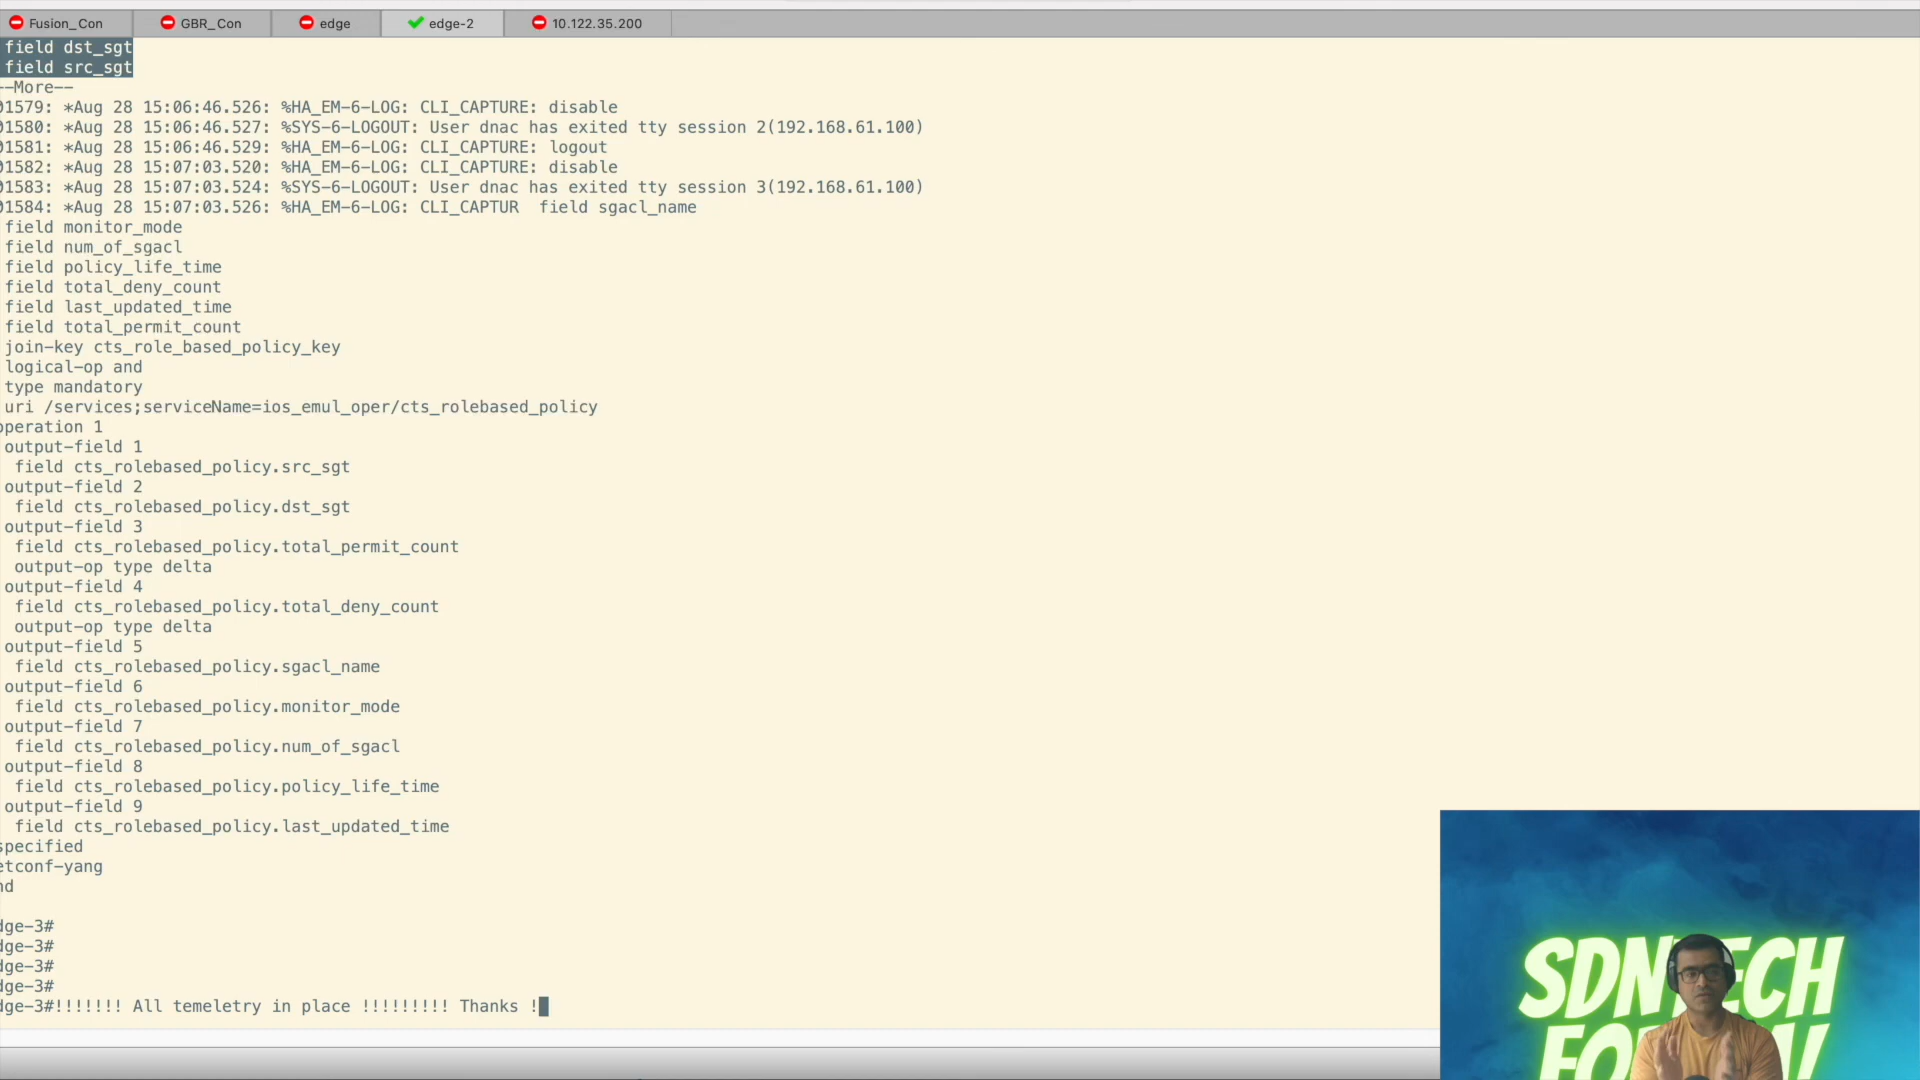 Fusion_Con
GBR_Con
edge
edge-2
10.122.35.200
field dst_sgt
field src_sgt
--More--
01579: *Aug 28 15:06:46.526: %HA_EM-6-LOG: CLI_CAPTURE: disable
01580: *Aug 28 15:06:46.527: %SYS-6-LOGOUT: User dnac has exited tty session 2(192.168.61.100)
01581: *Aug 28 15:06:46.529: %HA_EM-6-LOG: CLI_CAPTURE: logout
01582: *Aug 28 15:07:03.520: %HA_EM-6-LOG: CLI_CAPTURE: disable
01583: *Aug 28 15:07:03.524: %SYS-6-LOGOUT: User dnac has exited tty session 3(192.168.61.100)
01584: *Aug 28 15:07:03.526: %HA_EM-6-LOG: CLI_CAPTUR  field sgacl_name
field monitor_mode
field num_of_sgacl
field policy_life_time
field total_deny_count
field last_updated_time
field total_permit_count
join-key cts_role_based_policy_key
logical-op and
type mandatory
uri /services;serviceName=ios_emul_oper/cts_rolebased_policy
operation 1
output-field 1
field cts_rolebased_policy.src_sgt
output-field 2
field cts_rolebased_policy.dst_sgt
output-field 3
field cts_rolebased_policy.total_permit_count
output-op type delta
output-field 4
field cts_rolebased_policy.total_deny_count
output-op type delta
output-field 5
field cts_rolebased_policy.sgacl_name
output-field 6
field cts_rolebased_policy.monitor_mode
output-field 7
field cts_rolebased_policy.num_of_sgacl
output-field 8
field cts_rolebased_policy.policy_life_time
output-field 9
field cts_rolebased_policy.last_updated_time
specified
etconf-yang
nd
dge-3#
dge-3#
dge-3#
dge-3#
dge-3#!!!!!!! All temeletry in place !!!!!!!!! Thanks !